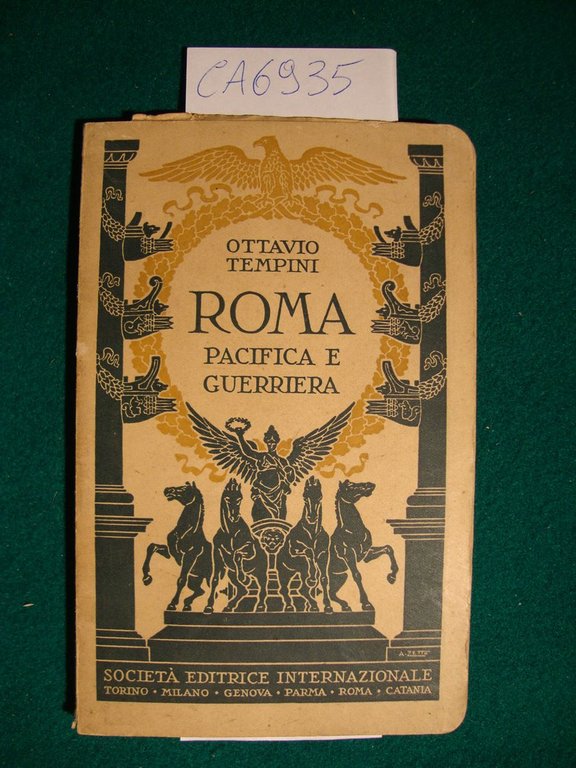 CA6935
OTTAVIO
TEMPINI
ROMA
PACIFICA E
GUERRIERA
SOCIETÀ EDITRICE INTERNAZIONALE
TORINO • MILANO • GENOVA • PARMA • ROMA • CATANIA